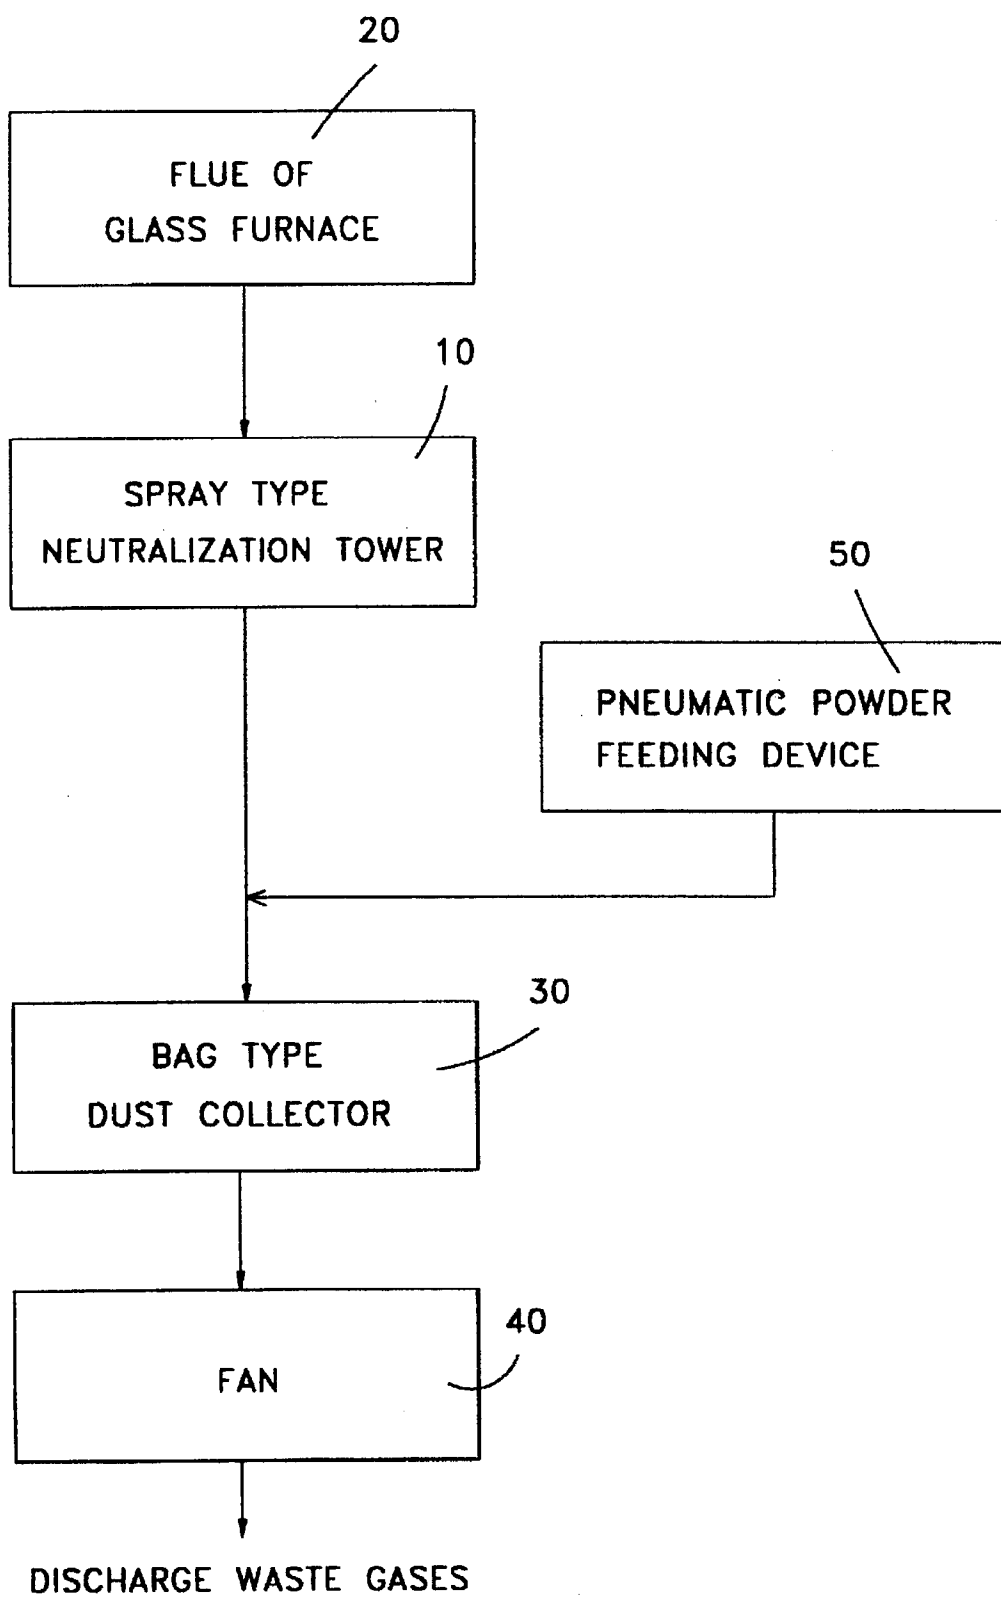 20
FLUE OF
GLASS FURNACE
10
SPRAY TYPE
NEUTRALIZATION TOWER
50
PNEUMATIC POWDER
FEEDING DEVICE
30
BAG TYPE
DUST COLLECTOR
40
FAN
DISCHARGE WASTE GASES